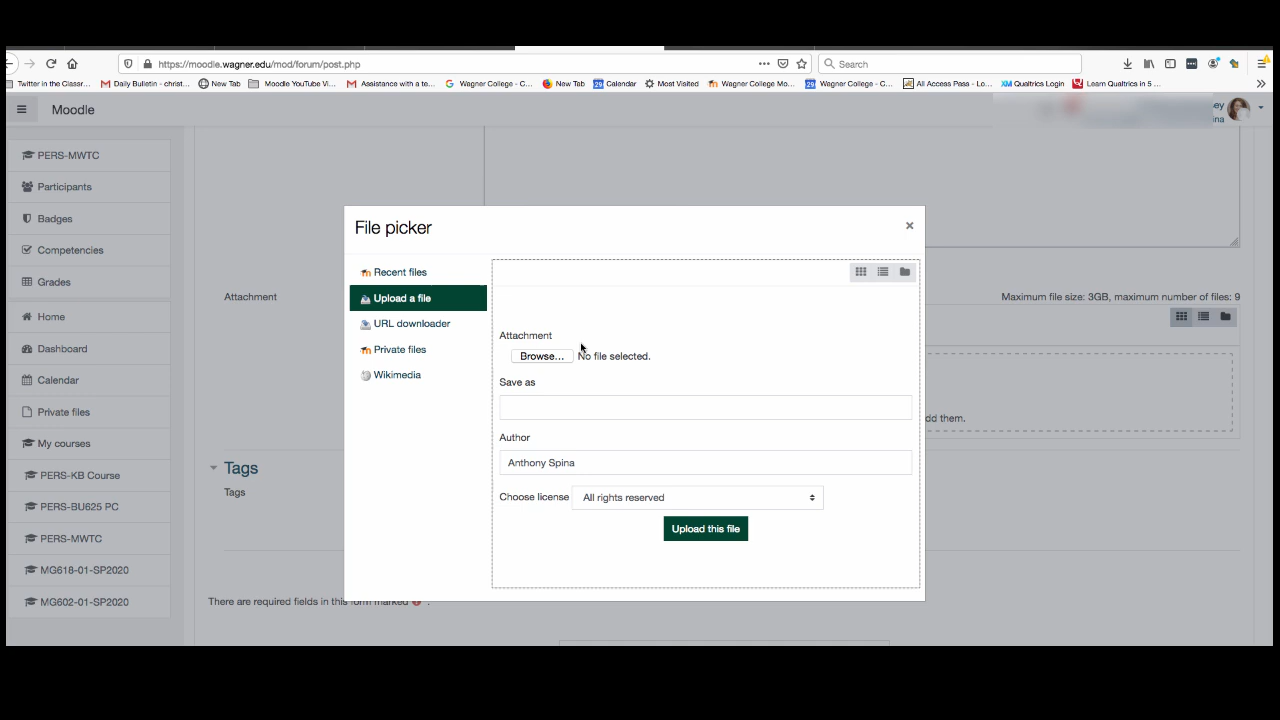 https://moodle.wagner.edu/mod/forum/post.php
Search
Twitter in the Classr...
Daily Bulletin - christ...
New Tab
Moodle YouTube Vi...
Assistance with a te...
Wagner College - C...
New Tab
Calendar
Most Visited
Wagner College Mo...
Wagner College - C...
All Access Pass - Lo...
XM Qualtrics Login
Learn Qualtrics in 5 ...
Moodle
PERS-MWTC
Participants
Badges
Competencies
Grades
Home
Dashboard
Calendar
Private files
My courses
PERS-KB Course
PERS-BU625 PC
PERS-MWTC
MG618-01-SP2020
MG602-01-SP2020
Attachment
Maximum file size: 3GB, maximum number of files: 9
dd them.
Tags
Tags
There are required fields in this form marked
File picker
×
Recent files
Upload a file
URL downloader
Private files
Wikimedia
Attachment
Browse... No file selected.
Save as
Author
Anthony Spina
Choose license All rights reserved
Upload this file